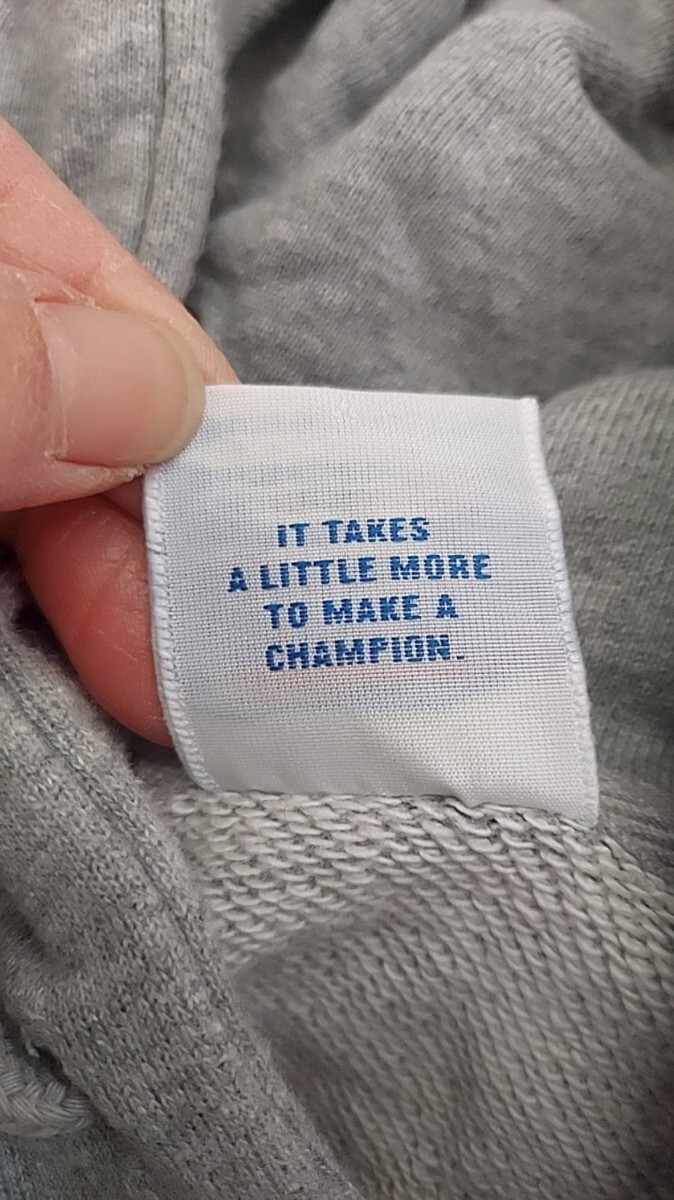 IT TAKES
A LITTLE MORE
TO MAKE A
CHAMPION.